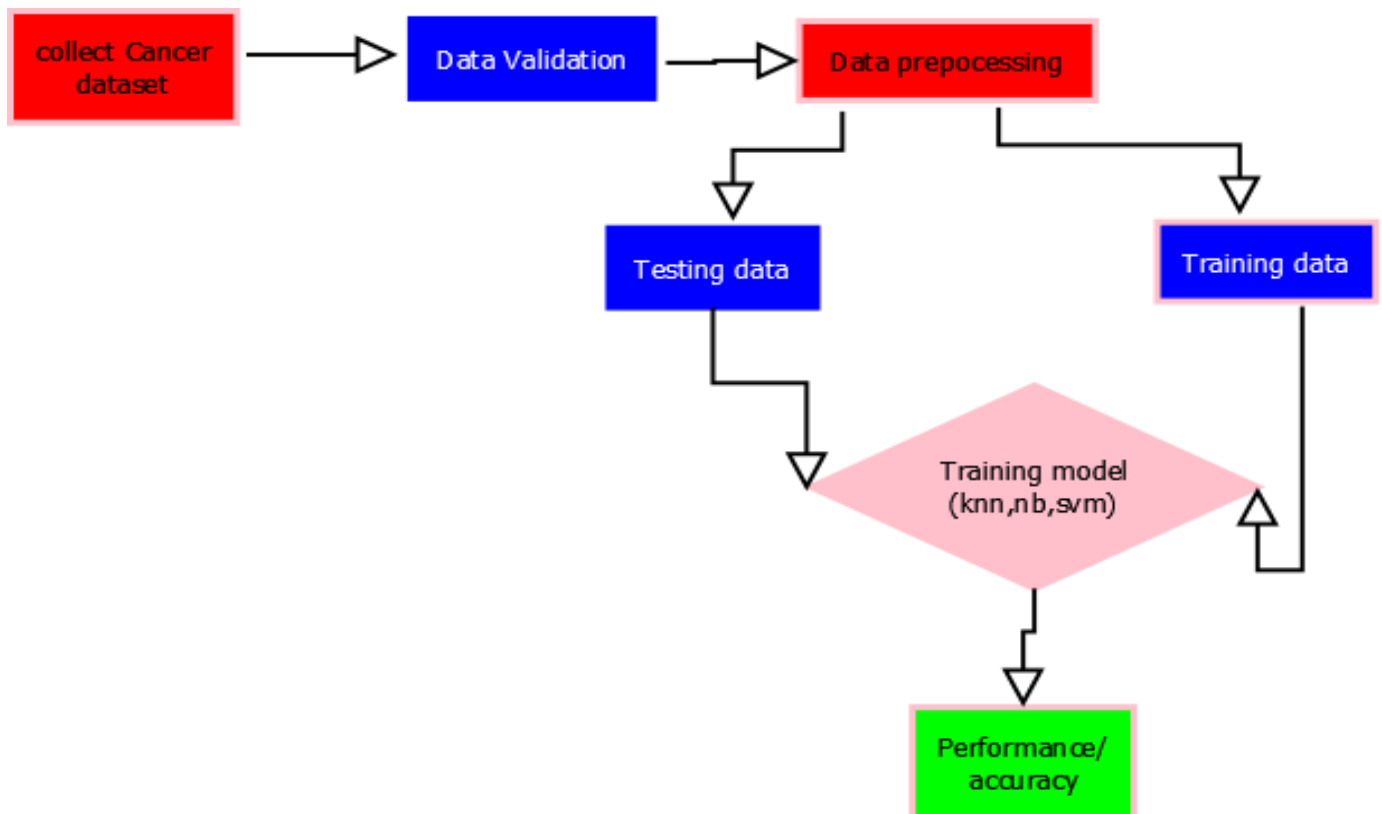 collect Cancer
dataset
Data Validation
Data prepocessing
Testing data
Training data
Training model
(knn,nb,svm)
Performance/
accuracy